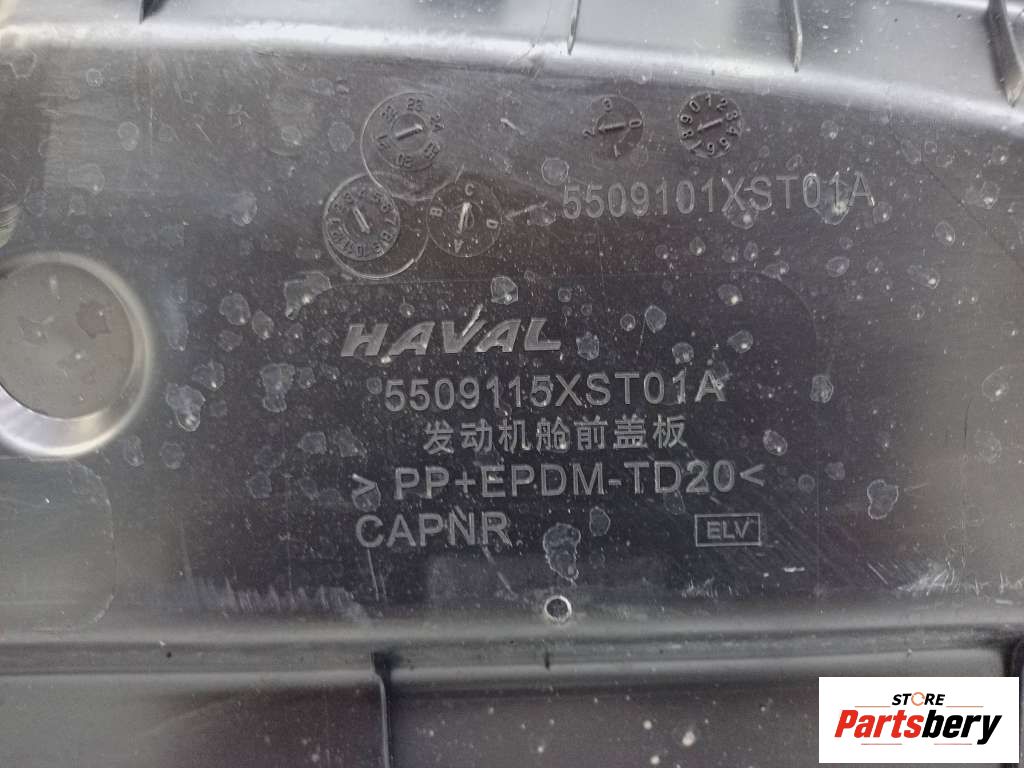 5509101XST01A
HAVAL
5509115XST01A
发动机舱前盖板
>PP+EPDM-TD20<
CAPNR
ELV
STORE
Partsbery